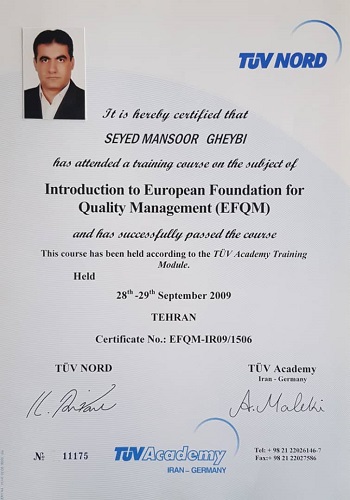 TÜV NORD
It is hereby certified that
SEYED MANSOOR GHEYBI
has attended a training course on the subject of
Introduction to European Foundation for
Quality Management (EFQM)
and has successfully passed the course
This course has been held according to the TÜV Academy Training
Module.
Held
28th -29th September 2009
TEHRAN
Certificate No.: EFQM-IR09/1506
TÜV NORD
TÜV Academy
Iran - Germany
A. Maleki
№ 11175
TÜV Academy
IRAN – GERMANY
Tel: + 98 21 22026146-7
Fax:+ 98 21 22027586